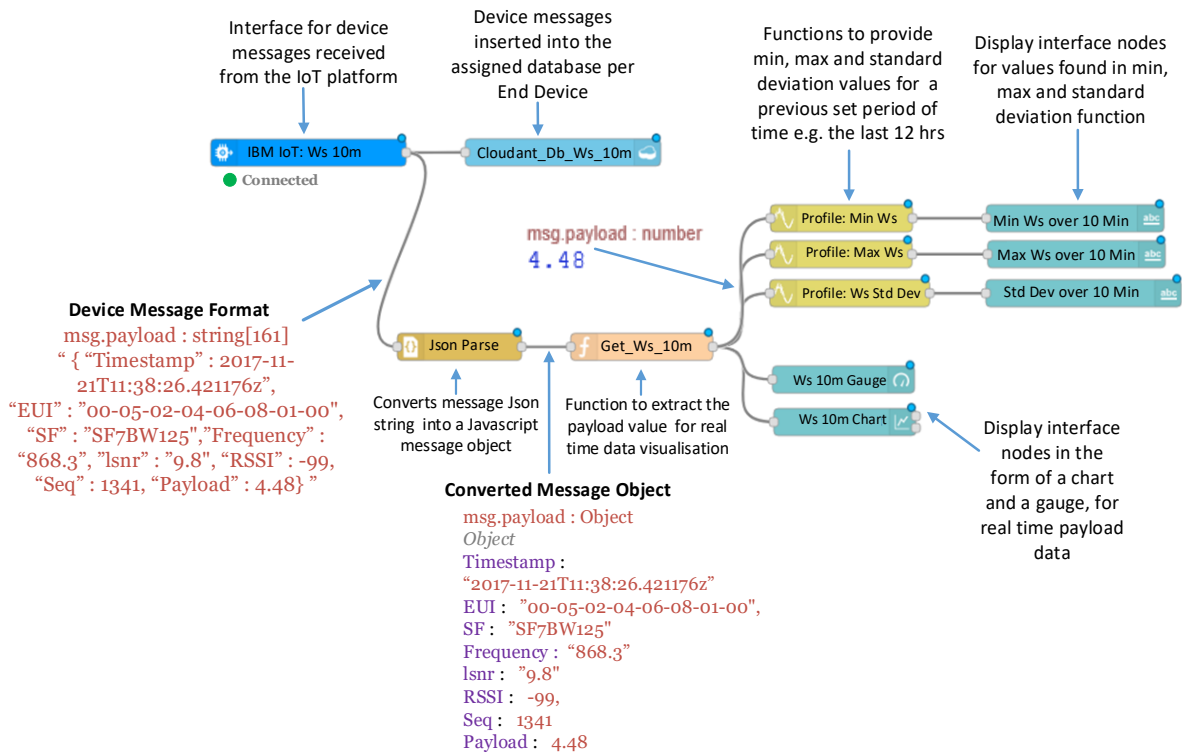 Interface for device
messages received
from the IoT platform
Device messages
inserted into the
assigned database per
End Device
Functions to provide
min, max and standard
deviation values for a
previous set period of
time e.g. the last 12 hrs
Display interface nodes
for values found in min,
max and standard
deviation function
IBM IoT: Ws 10m
Connected
Cloudant_Db_Ws_10m
msg.payload : number
4.48
Profile: Min Ws
Min Ws over 10 Min
abc
Profile: Max Ws
Max Ws over 10 Min
abc
Profile: Ws Std Dev
Std Dev over 10 Min
abc
Device Message Format
msg.payload : string[161]
“ { “Timestamp” : 2017-11-
21T11:38:26.421176z”,
“EUI” : ”00-05-02-04-06-08-01-00",
“SF” : "SF7BW125",”Frequency” :
“868.3”, ”lsnr” : ”9.8", “RSSI” : -99,
“Seq” : 1341, “Payload” : 4.48} ”
Json Parse
Get_Ws_10m
Ws 10m Gauge
Ws 10m Chart
Converts message Json
string into a Javascript
message object
Function to extract the
payload value for real
time data visualisation
Display interface
nodes in the
form of a chart
and a gauge, for
real time payload
data
Converted Message Object
msg.payload : Object
Object
Timestamp :
“2017-11-21T11:38:26.421176z”
EUI : ”00-05-02-04-06-08-01-00",
SF : ”SF7BW125"
Frequency : “868.3”
lsnr : ”9.8"
RSSI : -99,
Seq : 1341
Payload : 4.48